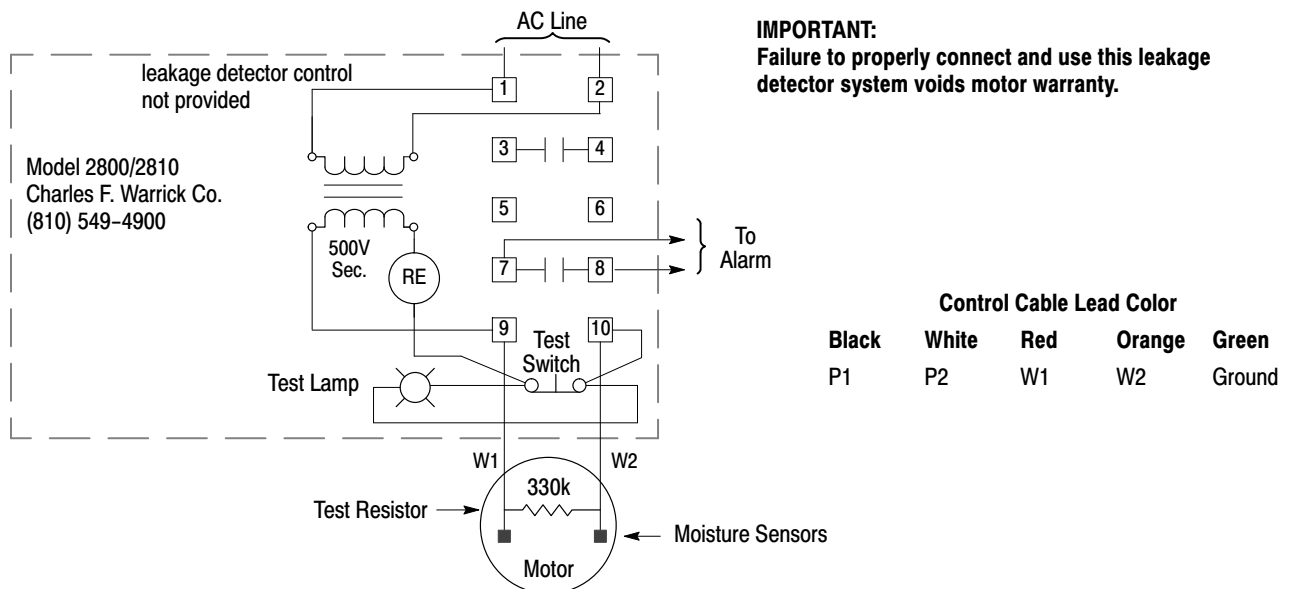 AC Line
IMPORTANT:
Failure to properly connect and use this leakage
detector system voids motor warranty.
leakage detector control
not provided
1
2
3
4
Model 2800/2810
Charles F. Warrick Co.
(810) 549-4900
5
6
500V
Sec.
RE
7
8
To
Alarm
9
10
Test
Switch
Test Lamp
Control Cable Lead Color
Black White Red Orange Green
P1 P2 W1 W2 Ground
W1
W2
330k
Test Resistor
Moisture Sensors
Motor